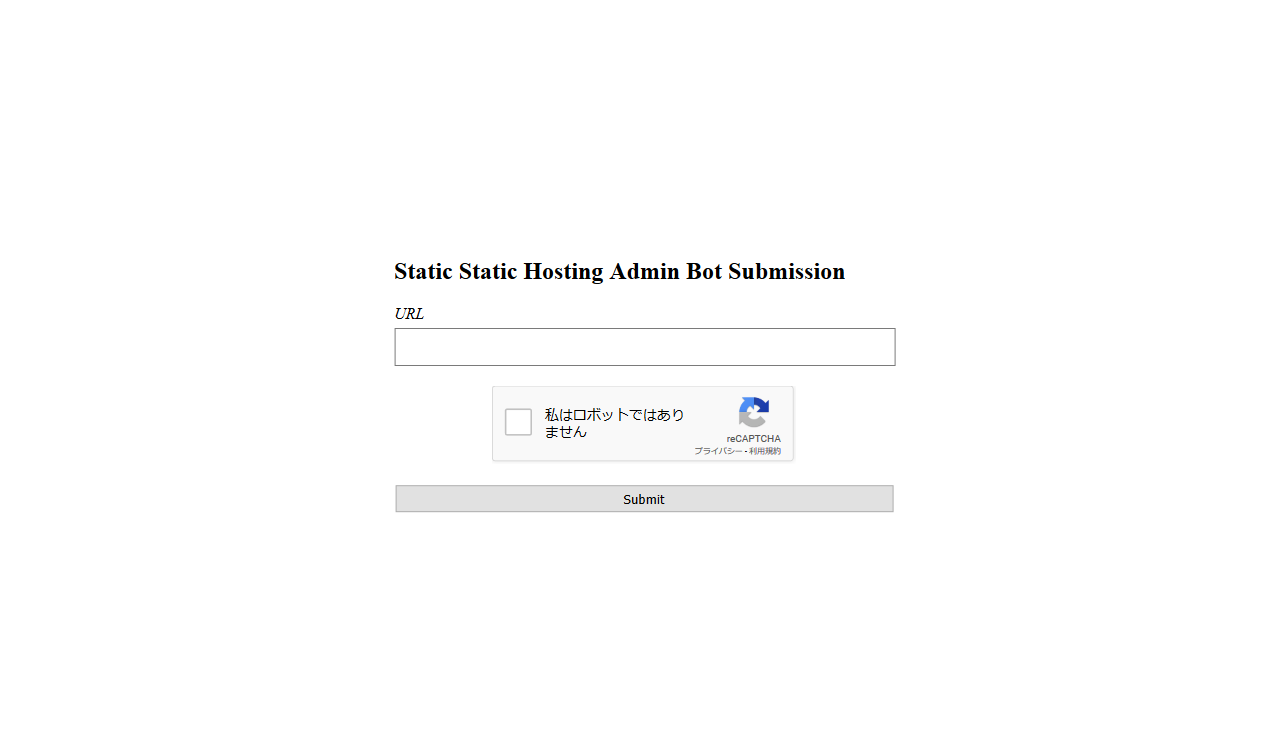 Static Static Hosting Admin Bot Submission
URL
私はロボットではあり
ません
reCAPTCHA
プライバシー - 利用規約
Submit